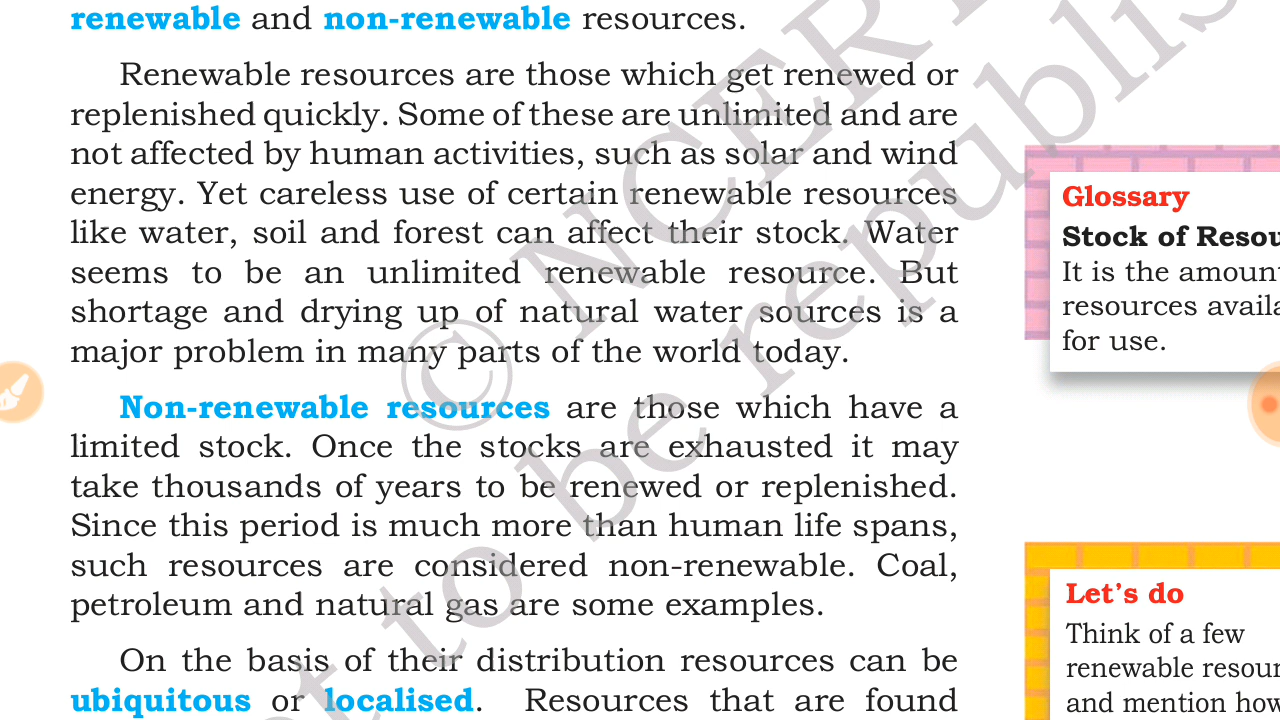 renewable and non-renewable resources.
Renewable resources are those which get renewed or
replenished quickly. Some of these are unlimited and are
not affected by human activities, such as solar and wind
energy. Yet careless use of certain renewable resources
like water, soil and forest can affect their stock. Water
seems to be an unlimited renewable resource. But
shortage and drying up of natural water sources is a
major problem in many parts of the world today.
Non-renewable resources are those which have a
limited stock. Once the stocks are exhausted it may
take thousands of years to be renewed or replenished.
Since this period is much more than human life spans,
such resources are considered non-renewable. Coal,
petroleum and natural gas are some examples.
On the basis of their distribution resources can be
ubiquitous or localised. Resources that are found
Glossary
Stock of
It is the
resources
for use.
Let's do
Think of a few
renewable
and mention how
© NCERT
to be